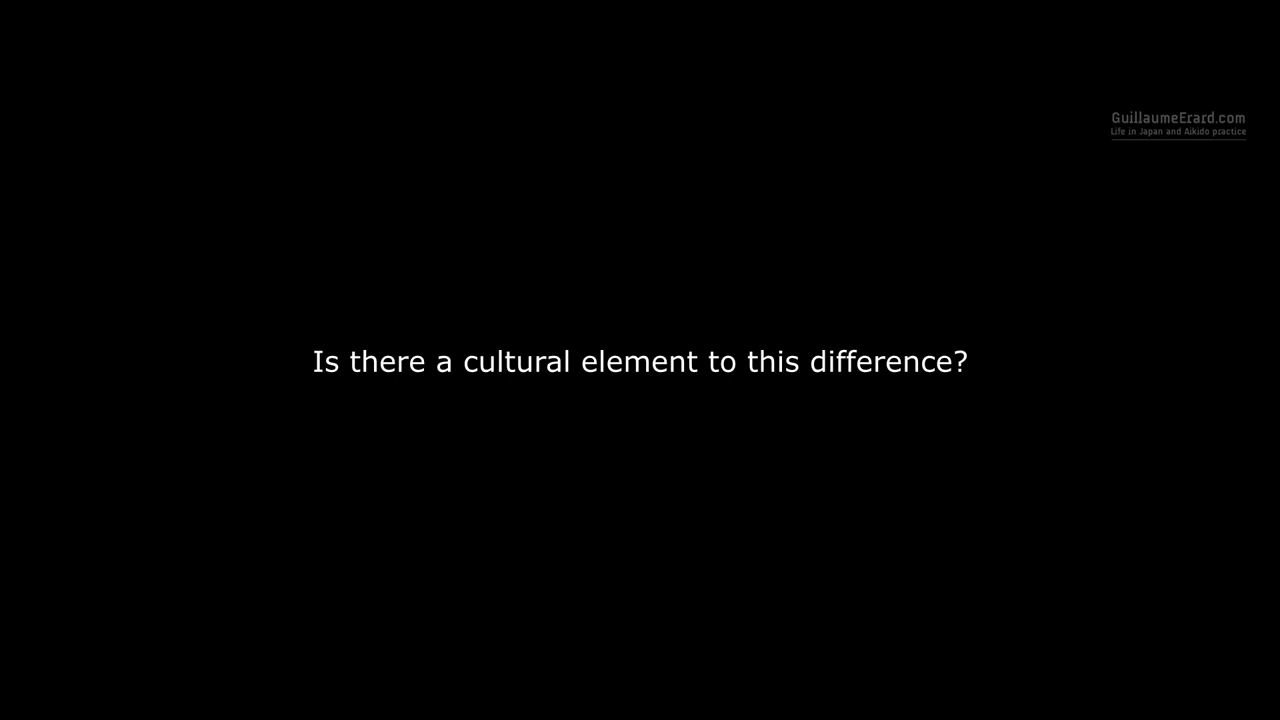 GuillaumeErard.com
Life in Japan and Aikido practice
Is there a cultural element to this difference?